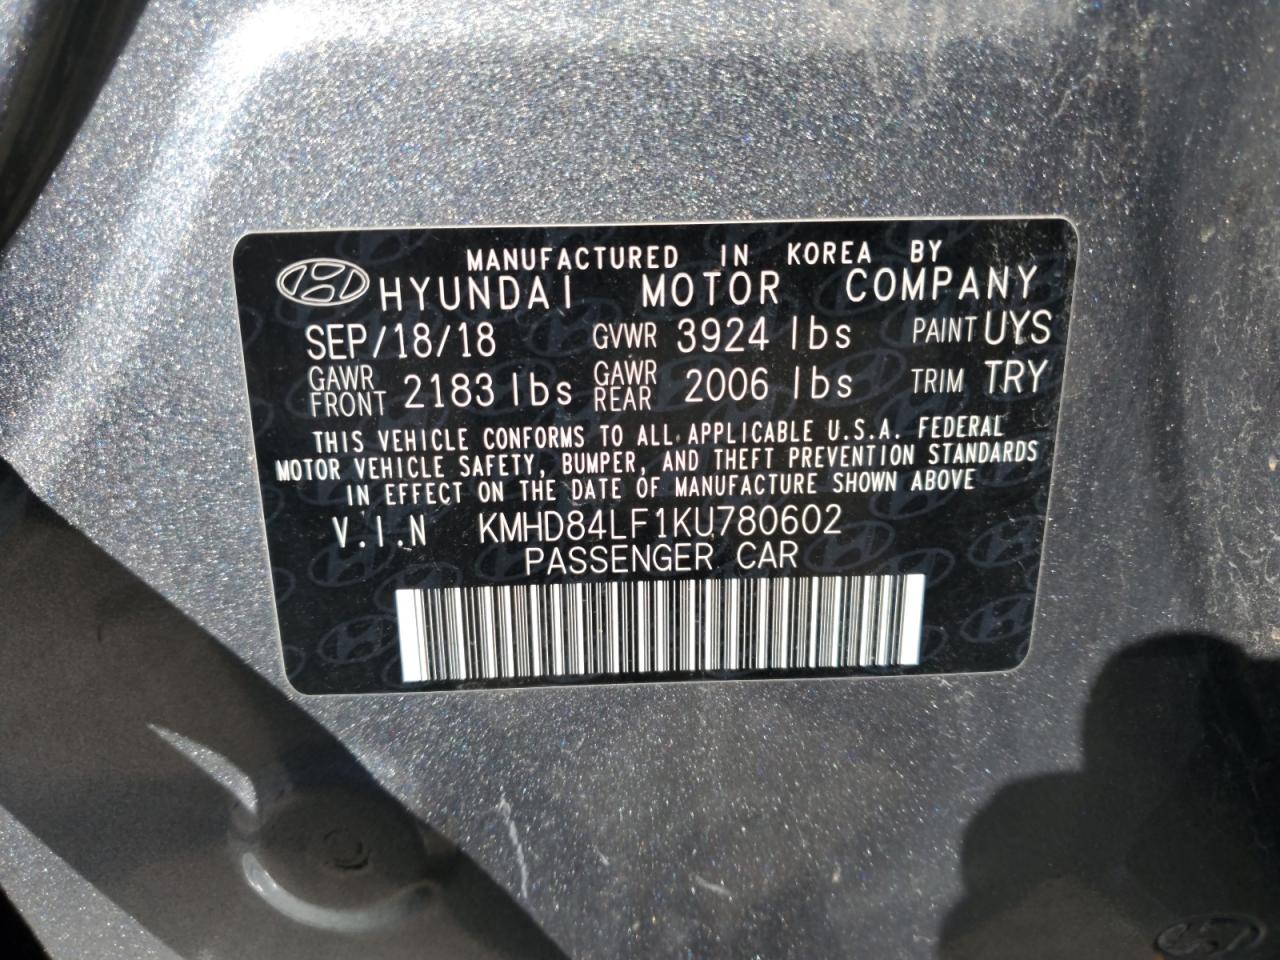 MANUFACTURED IN KOREA BY
HYUNDAI MOTOR COMPANY
SEP/18/18 GVWR 3924 lbs PAINT UYS
GAWR FRONT 2183 lbs GAWR REAR 2006 lbs TRIM TRY
THIS VEHICLE CONFORMS TO ALL APPLICABLE U.S.A. FEDERAL
MOTOR VEHICLE SAFETY, BUMPER, AND THEFT PREVENTION STANDARDS
IN EFFECT ON THE DATE OF MANUFACTURE SHOWN ABOVE
V.I.N KMHD84LF1KU780602
PASSENGER CAR